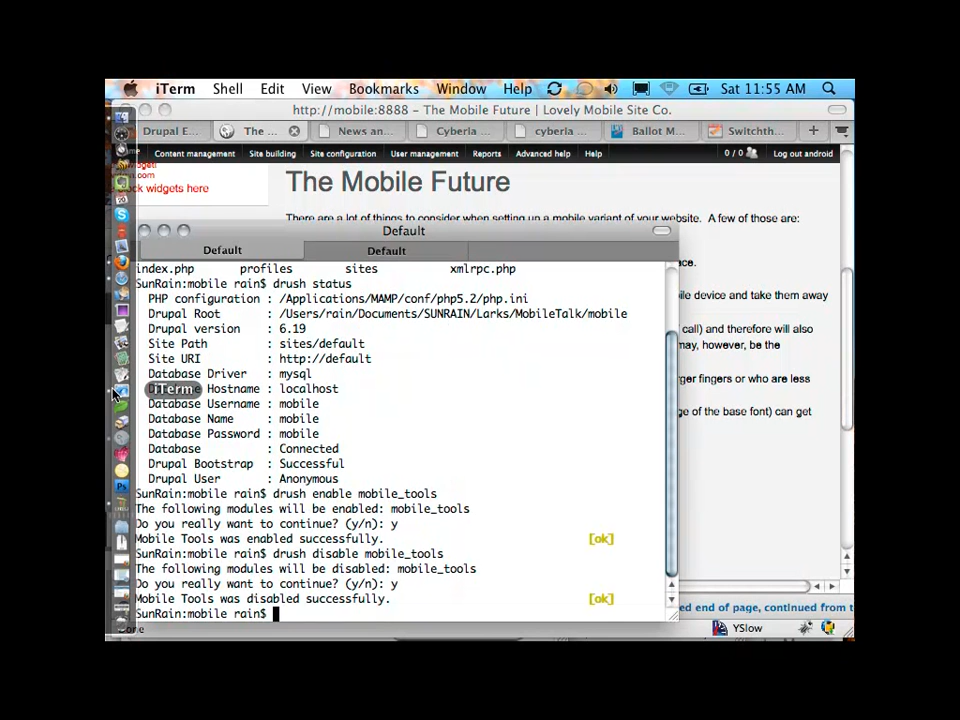 iTerm Shell Edit View Bookmarks Window Help Sat 11:55 AM
http://mobile:8888 – The Mobile Future | Lovely Mobile Site Co.
Drupal E... The ... News an... Cyberla ... cyberla ... Ballot M... Switchth...
Content management Site building Site configuration User management Reports Advanced help Help 0 / 0 Log out android
ock widgets here
The Mobile Future
There are a lot of things to consider when setting up a mobile variant of your website. A few of those are:
Default
Default Default
ace.
index.php profiles sites xmlrpc.php
SunRain:mobile rain$ drush status
PHP configuration : /Applications/MAMP/conf/php5.2/php.ini
ile device and take them away
Drupal Root : /Users/rain/Documents/SUNRAIN/Larks/MobileTalk/mobile
Drupal version : 6.19
call) and therefore will also
Site Path : sites/default
may, however, be the
Site URI : http://default
Database Driver : mysql
rger fingers or who are less
iTerm Hostname : localhost
Database Username : mobile
ge of the base font) can get
Database Name : mobile
Database Password : mobile
Database : Connected
Drupal Bootstrap : Successful
Drupal User : Anonymous
SunRain:mobile rain$ drush enable mobile_tools
The following modules will be enabled: mobile_tools
Do you really want to continue? (y/n): y
Mobile Tools was enabled successfully. [ok]
SunRain:mobile rain$ drush disable mobile_tools
The following modules will be disabled: mobile_tools
Do you really want to continue? (y/n): y
Mobile Tools was disabled successfully. [ok]
ed end of page, continued from t
SunRain:mobile rain$
Done YSlow